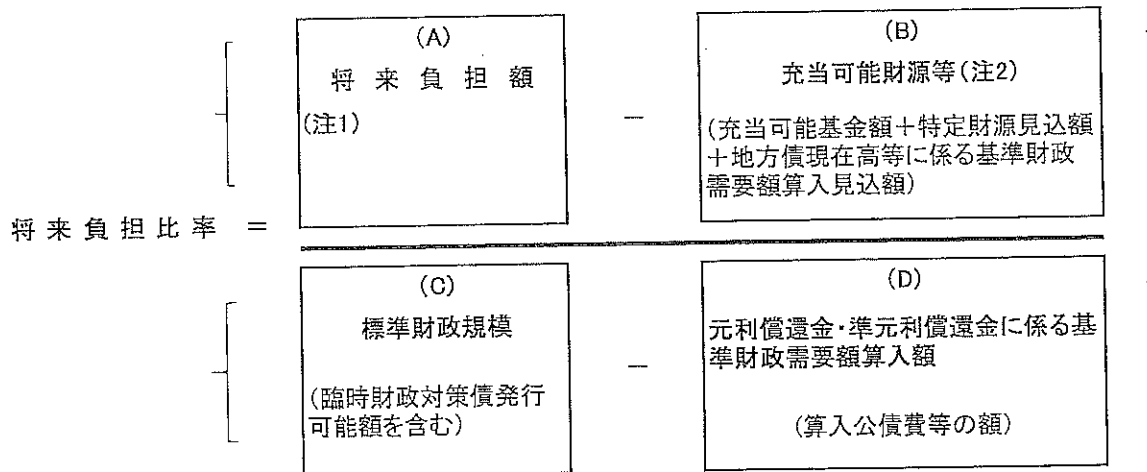 (A)
将来負担額
(注1)
－
(B)
充当可能財源等(注2)
(充当可能基金額＋特定財源見込額
＋地方債現在高等に係る基準財政
需要額算入見込額)
将来負担比率 ＝
(C)
標準財政規模
(臨時財政対策債発行
可能額を含む)
－
(D)
元利償還金・準元利償還金に係る基
準財政需要額算入額
(算入公債費等の額)